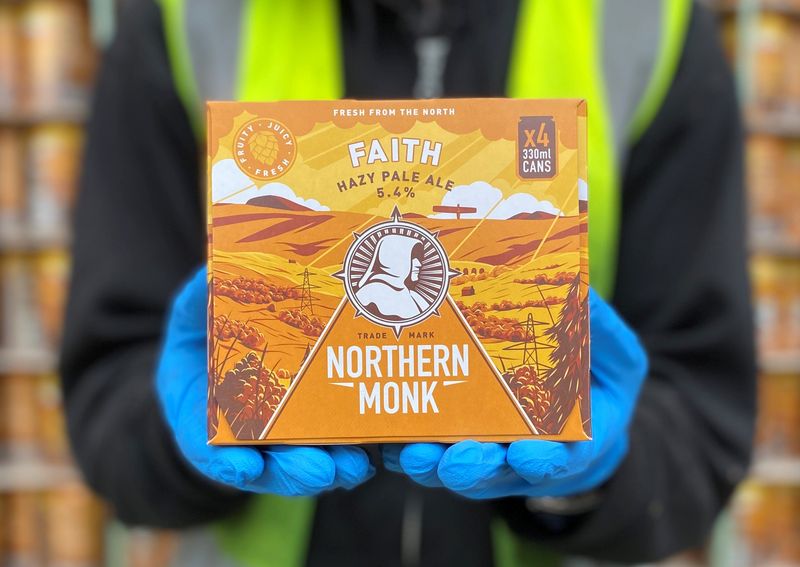 FRESH FROM THE NORTH
FRUITY · JUICY · FRESH ·
x4
330ml
CANS
FAITH
HAZY PALE ALE
5.4%
TRADE MARK
NORTHERN
MONK